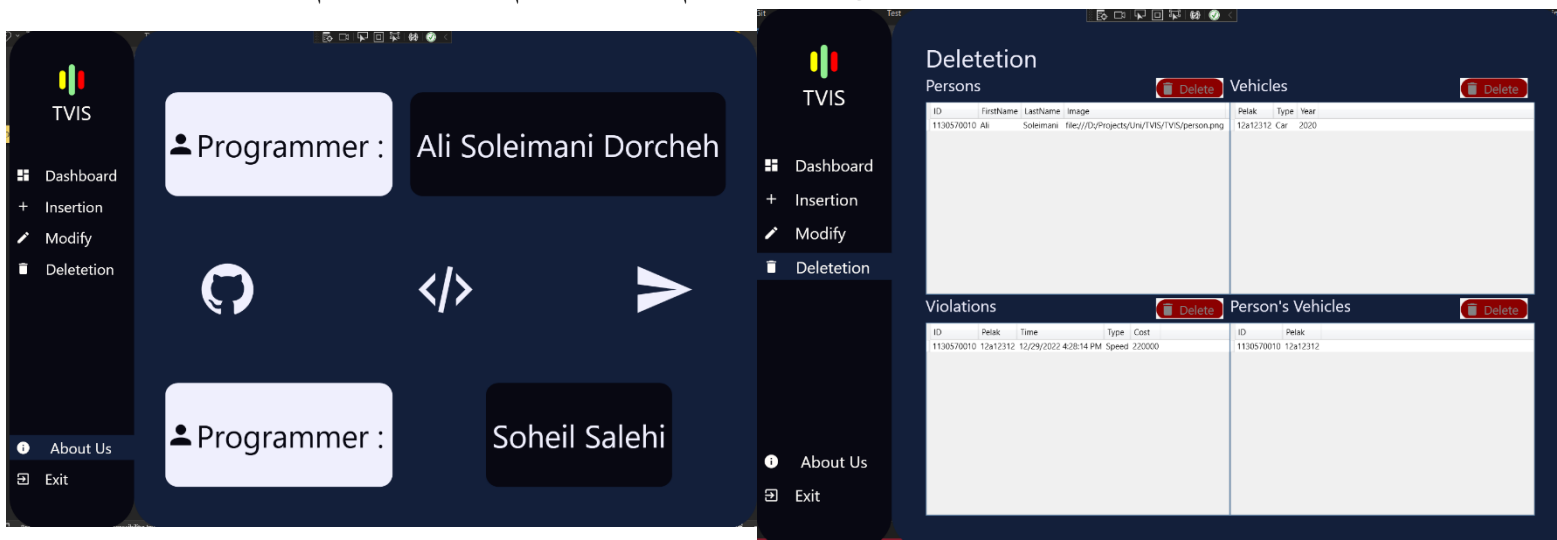 TVIS
Dashboard
Insertion
Modify
Deletetion
About Us
Exit
Programmer :
Ali Soleimani Dorcheh
</>
Programmer :
Soheil Salehi
Test
TVIS
Dashboard
Insertion
Modify
Deletetion
About Us
Exit
Deletetion
Persons
Delete
ID FirstName LastName Image
1130570010 Ali Soleimani file:///D:/Projects/Uni/TVIS/TVIS/person.png
Vehicles
Delete
Pelak Type Year
12a12312 Car 2020
Violations
Delete
ID Pelak Time Type Cost
1130570010 12a12312 12/29/2022 4:28:14 PM Speed 220000
Person's Vehicles
Delete
ID Pelak
1130570010 12a12312